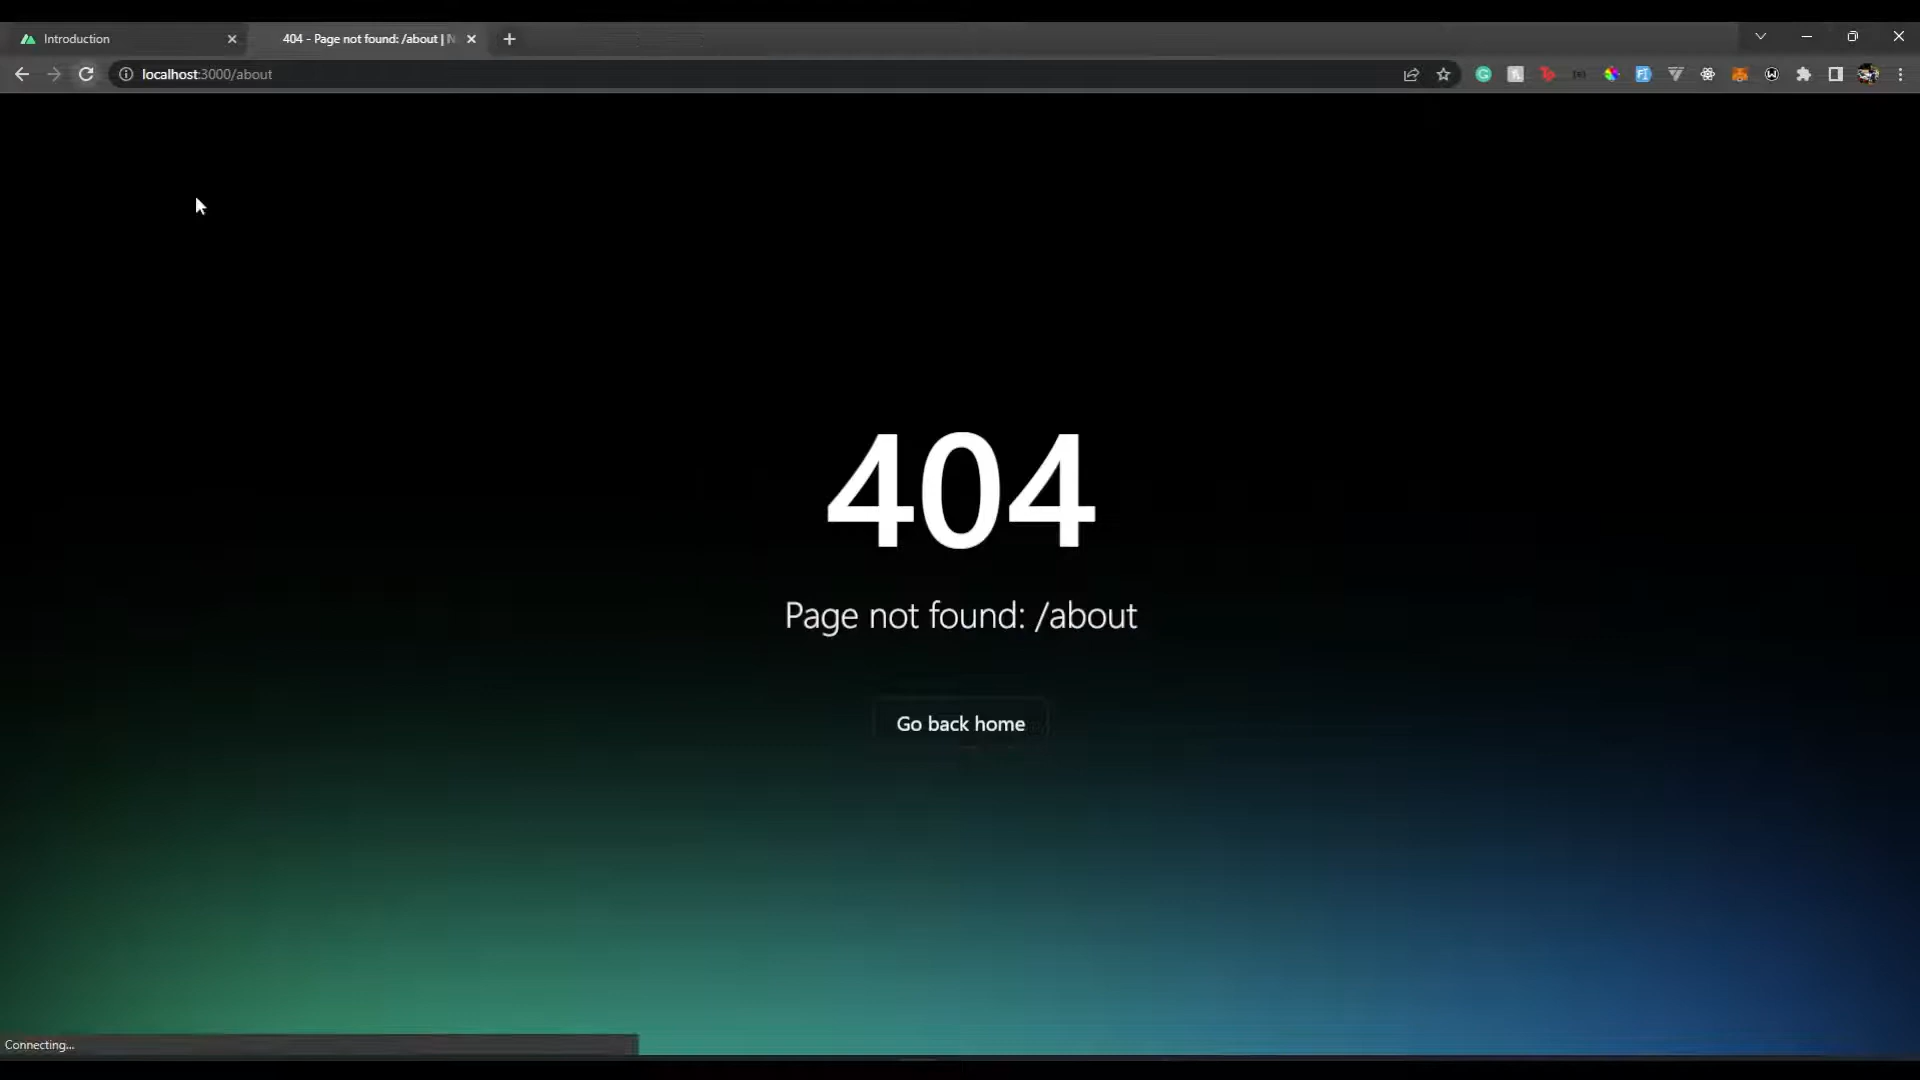 Introduction
404 - Page not found: /about | N
localhost:3000/about
404
Page not found: /about
Go back home
Connecting...